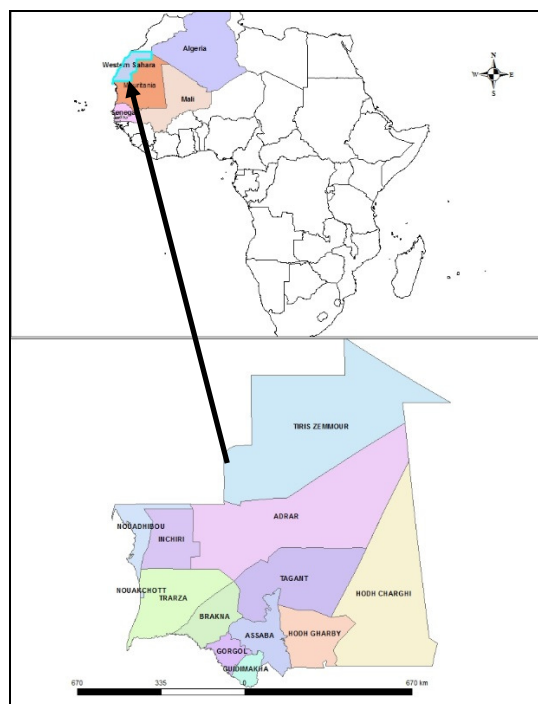 Algeria
Western Sahara
Mauritania
Mali
Senegal
N
W E
S
TIRIS ZEMMOUR
ADRAR
NOUADHIBOU
INCHIRI
NOUAKCHOTT
TRARZA
TAGANT
HODH CHARGHI
BRAKNA
ASSABA
HODH GHARBY
GORGOL
GUIDIMAKHA
670 335 0 670 km